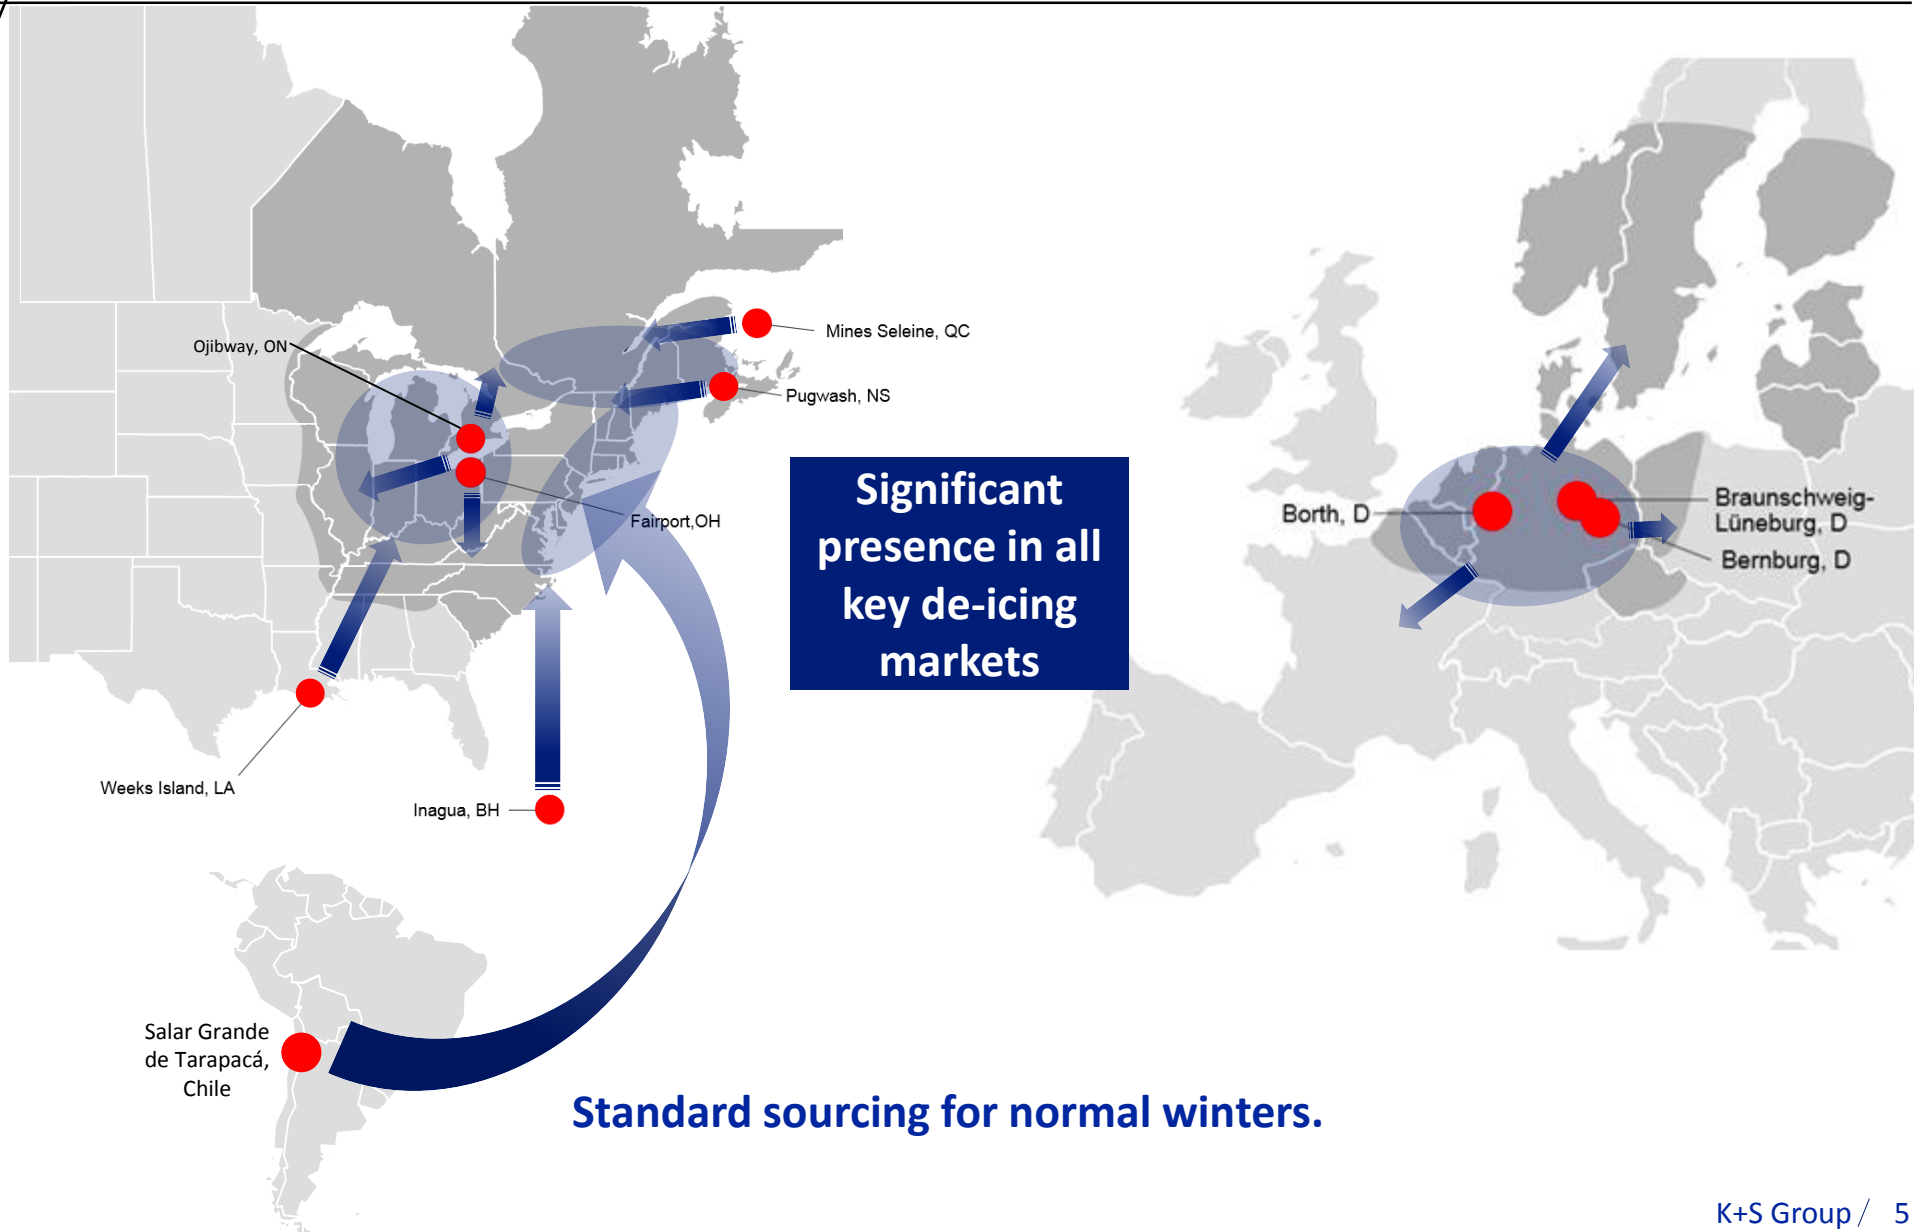 Ojibway, ON
Mines Seleine, QC
Pugwash, NS
Fairport,OH
Weeks Island, LA
Inagua, BH
Salar Grande
de Tarapacá,
Chile
Significant
presence in all
key de-icing
markets
Borth, D
Braunschweig-
Lüneburg, D
Bernburg, D
Standard sourcing for normal winters.
K+S Group / 5